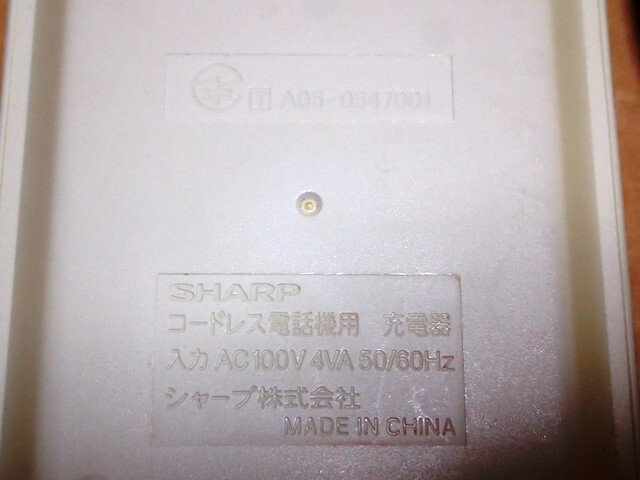 T A05-0547001
SHARP
コードレス電話機用 充電器
入力 AC100V 4VA 50/60Hz
シャープ株式会社
MADE IN CHINA